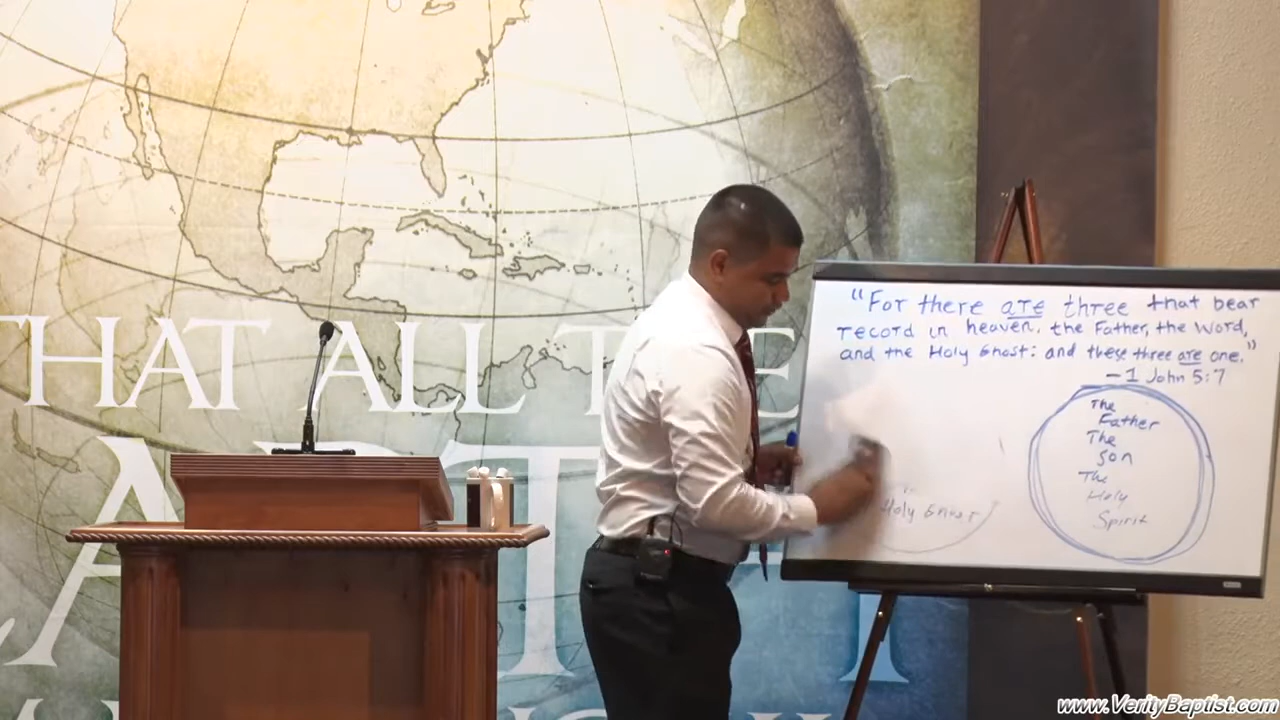 THAT ALL THE
"For there are three that bear
record in heaven, the Father, the Word,
and the Holy Ghost: and these three are one."
-1 John 5:7
The
Father
The
Son
The
Holy
Spirit
Holy Ghost
www.VerityBaptist.com